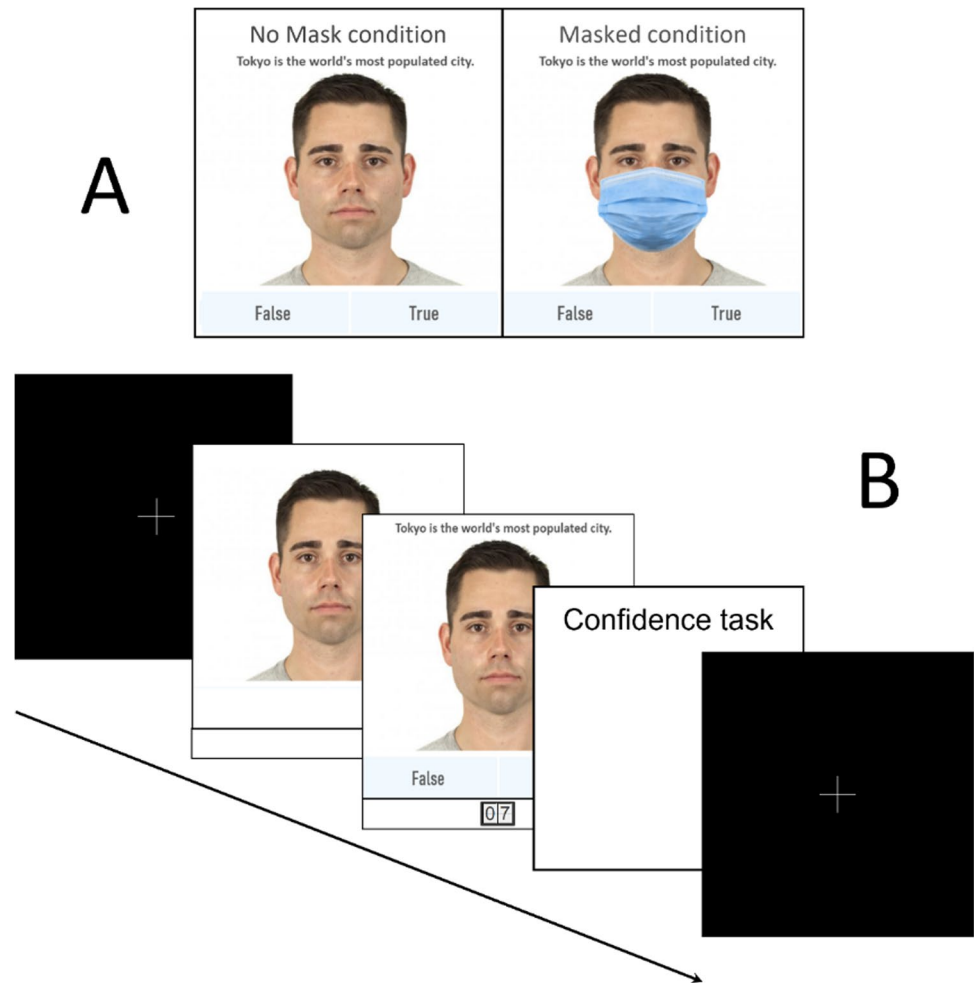 No Mask condition
Tokyo is the world's most populated city.
False True
Masked condition
Tokyo is the world's most populated city.
False True
A
B
Tokyo is the world's most populated city.
False
07
Confidence task